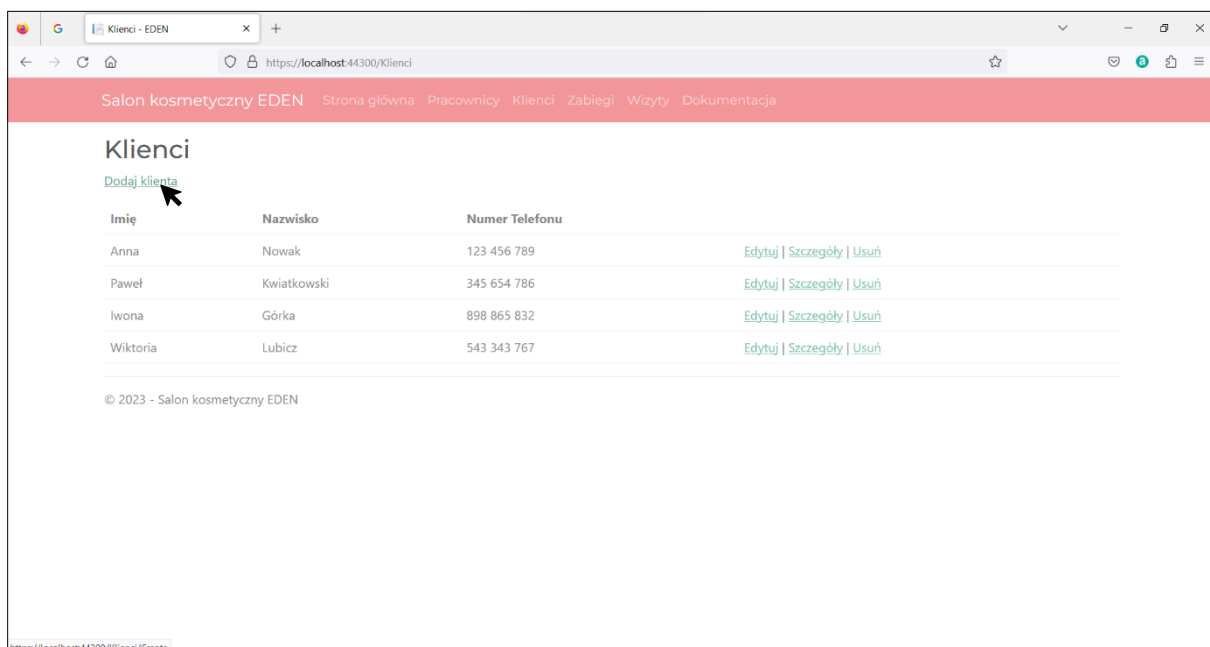 Klienci - EDEN
https://localhost:44300/Klienci
Salon kosmetyczny EDEN Strona główna Pracownicy Klienci Zabiegi Wizyty Dokumentacja
Klienci
Dodaj klienta
Imię Nazwisko Numer Telefonu
Anna Nowak 123 456 789 Edytuj | Szczegóły | Usuń
Paweł Kwiatkowski 345 654 786 Edytuj | Szczegóły | Usuń
Iwona Górka 898 865 832 Edytuj | Szczegóły | Usuń
Wiktoria Lubicz 543 343 767 Edytuj | Szczegóły | Usuń
© 2023 - Salon kosmetyczny EDEN